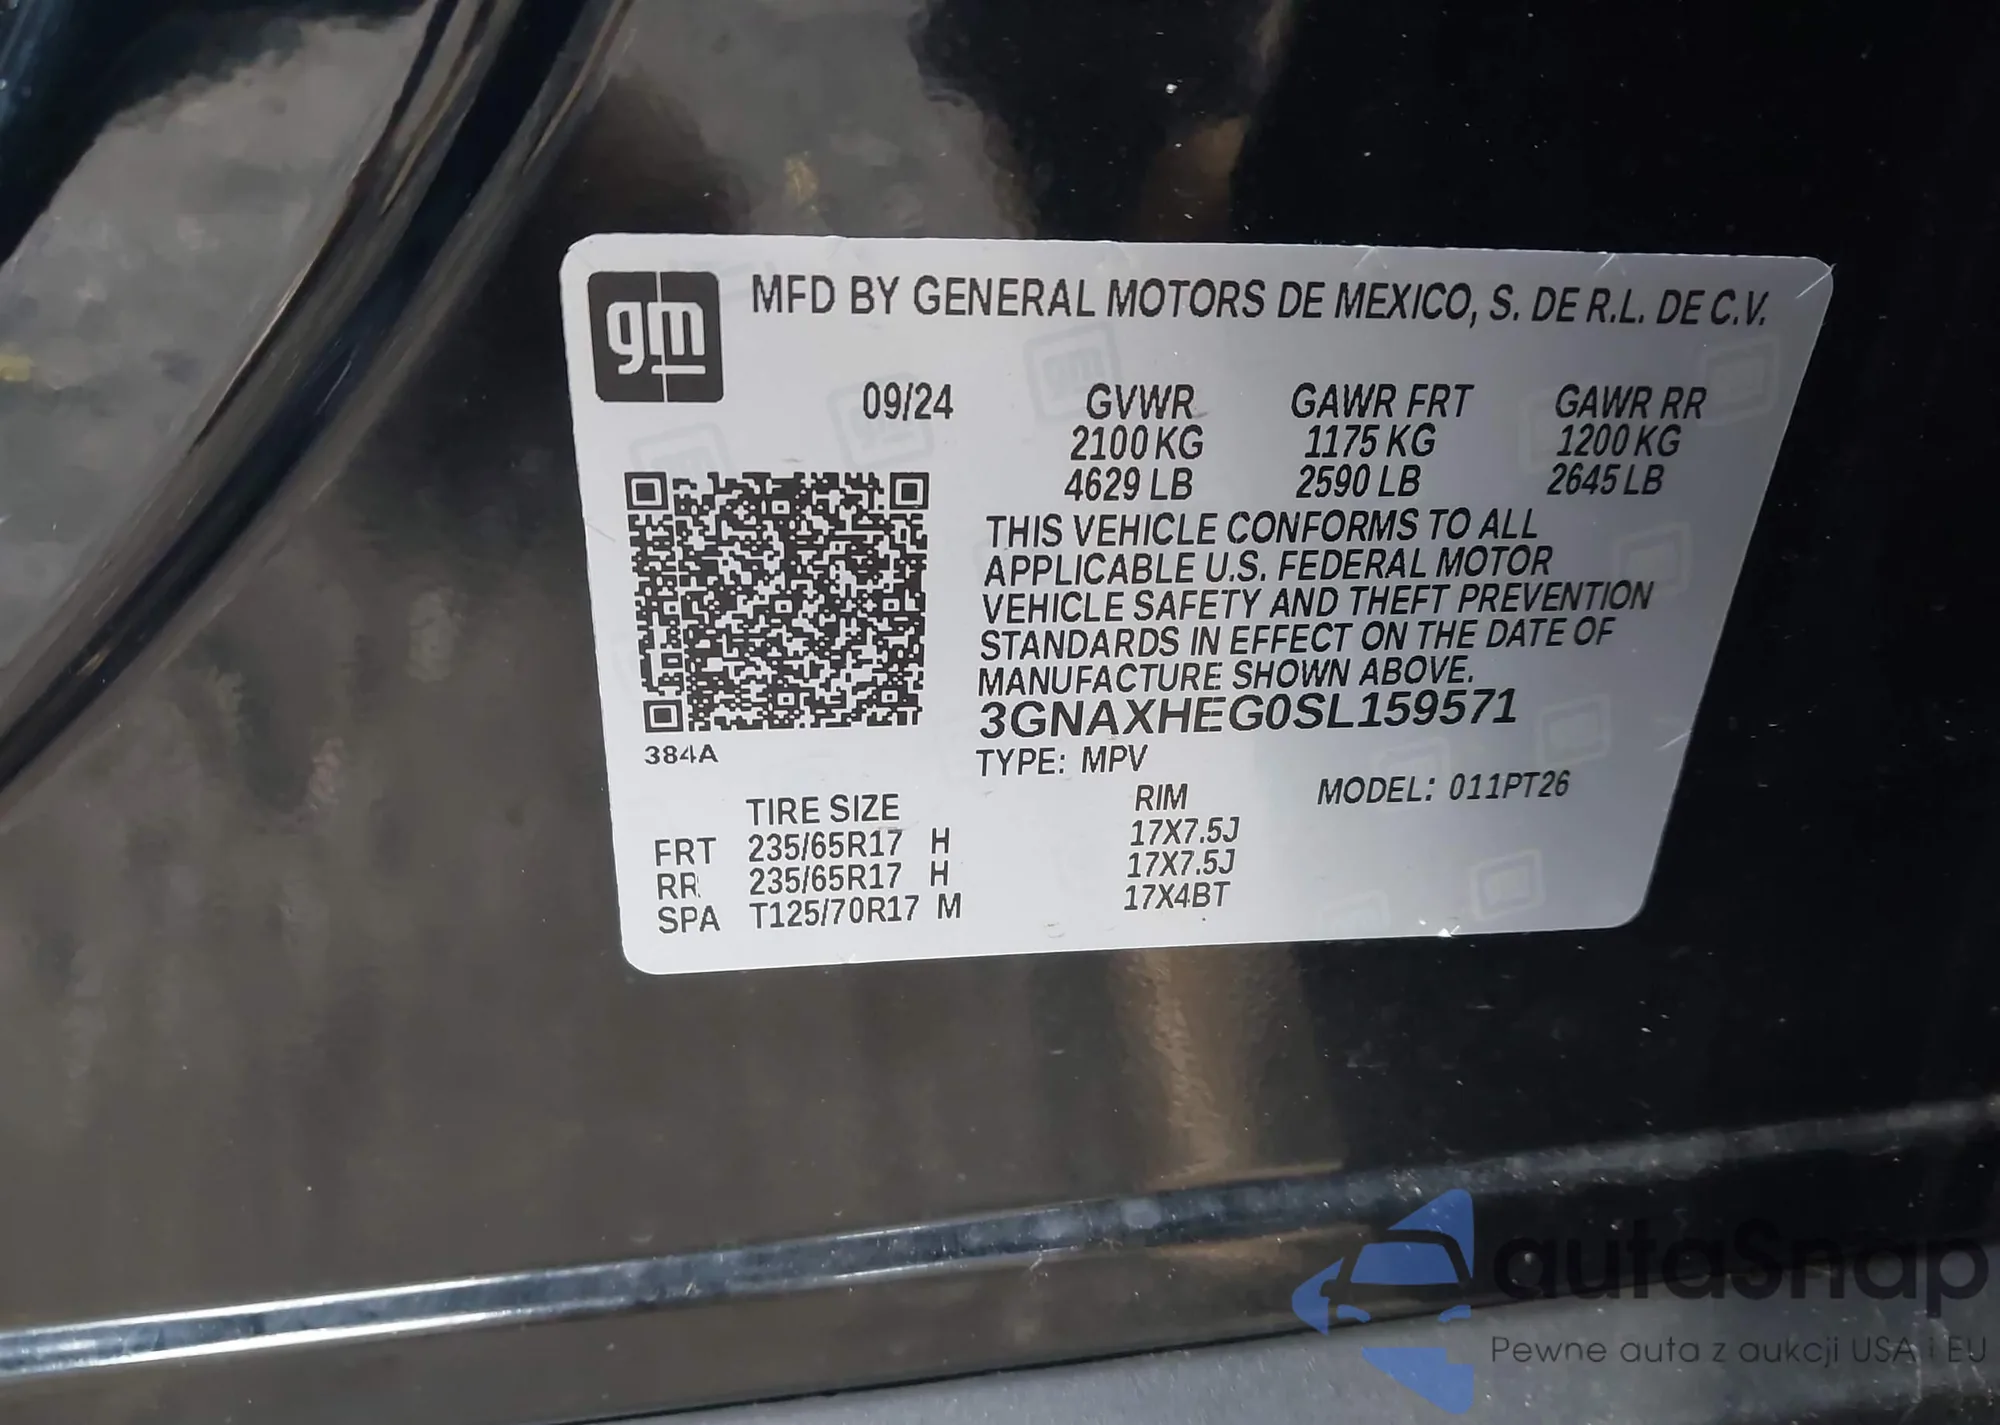 gm
MFD BY GENERAL MOTORS DE MEXICO, S. DE R.L. DE C.V.
09/24 GVWR GAWR FRT GAWR RR
2100 KG 1175 KG 1200 KG
4629 LB 2590 LB 2645 LB
THIS VEHICLE CONFORMS TO ALL
APPLICABLE U.S. FEDERAL MOTOR
VEHICLE SAFETY AND THEFT PREVENTION
STANDARDS IN EFFECT ON THE DATE OF
MANUFACTURE SHOWN ABOVE.
3GNAXHEG0SL159571
384A
TYPE: MPV
MODEL: 011PT26
TIRE SIZE RIM
FRT 235/65R17 H 17X7.5J
RR 235/65R17 H 17X7.5J
SPA T125/70R17 M 17X4BT
autaSnap
Pewne auta z aukcji USA i EU